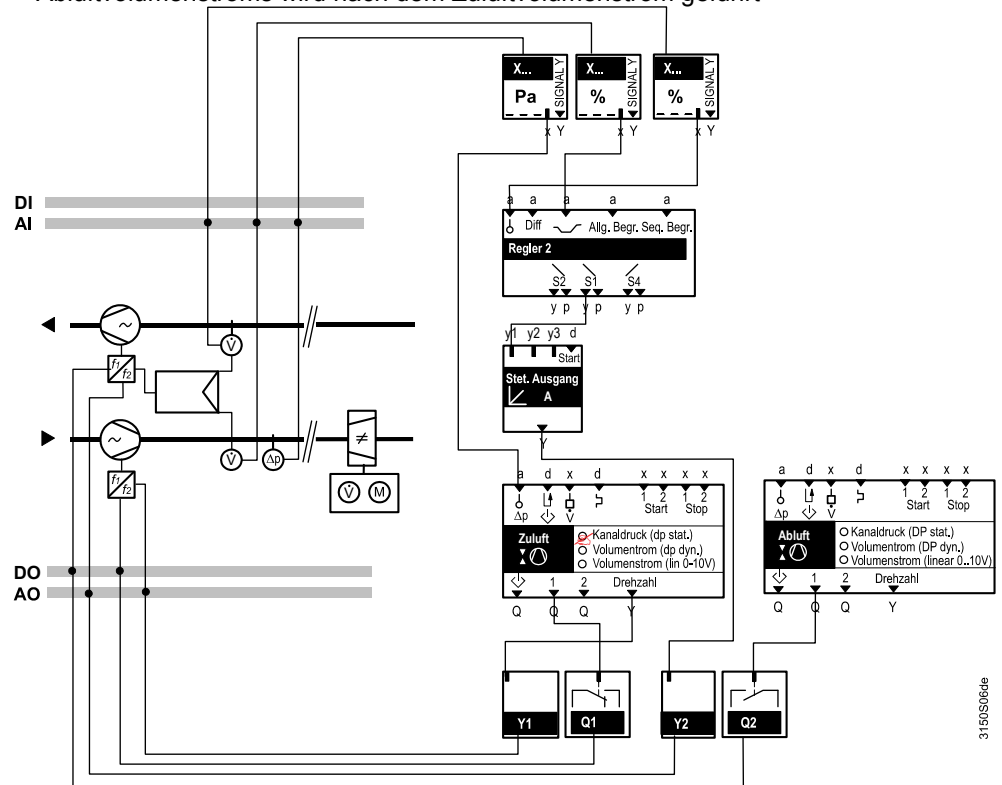 Abluftvolumenstroms wird nach dem Zuluftvolumenstrom geführt
X... SIGNAL Y X... SIGNAL Y X... SIGNAL Y
Pa % %
x Y x Y x Y
DI
AI
a a a a a
Diff Allg. Begr. Seq. Begr.
Regler 2
S2 S1 S4
y p y p y p
~
f1 f2
V̇
y1 y2 y3 d
Start
Stet. Ausgang
A
Y
~ ≠
V̇ Δp
f1 f2
V̇ M
a d x d x x x x a d x d x x x x
1 2 1 2 1 2 1 2
Δp V̇ Start Stop Δp V̇ Start Stop
Zuluft Kanaldruck (dp stat.) Abluft Kanaldruck (DP stat.)
Volumentrom (dp dyn.) Volumentrom (DP dyn.)
Volumenstrom (lin 0-10V) Volumenstrom (linear 0..10V)
1 2 Drehzahl 1 2 Drehzahl
Q Q Q Y Q Q Q Y
DO
AO
Y1 Q1 Y2 Q2
3150S06de